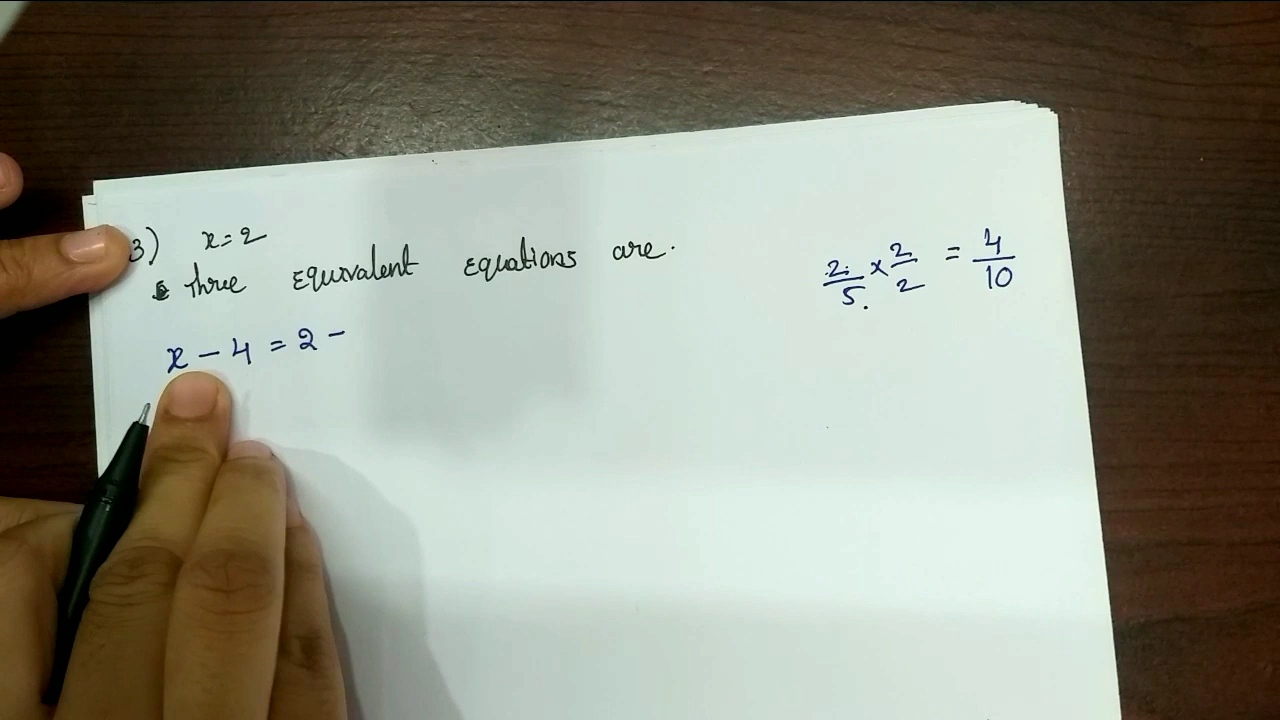 3) x = 2
Three equivalent equations are.
x - 4 = 2 -
2/5 x 2/2 = 4/10